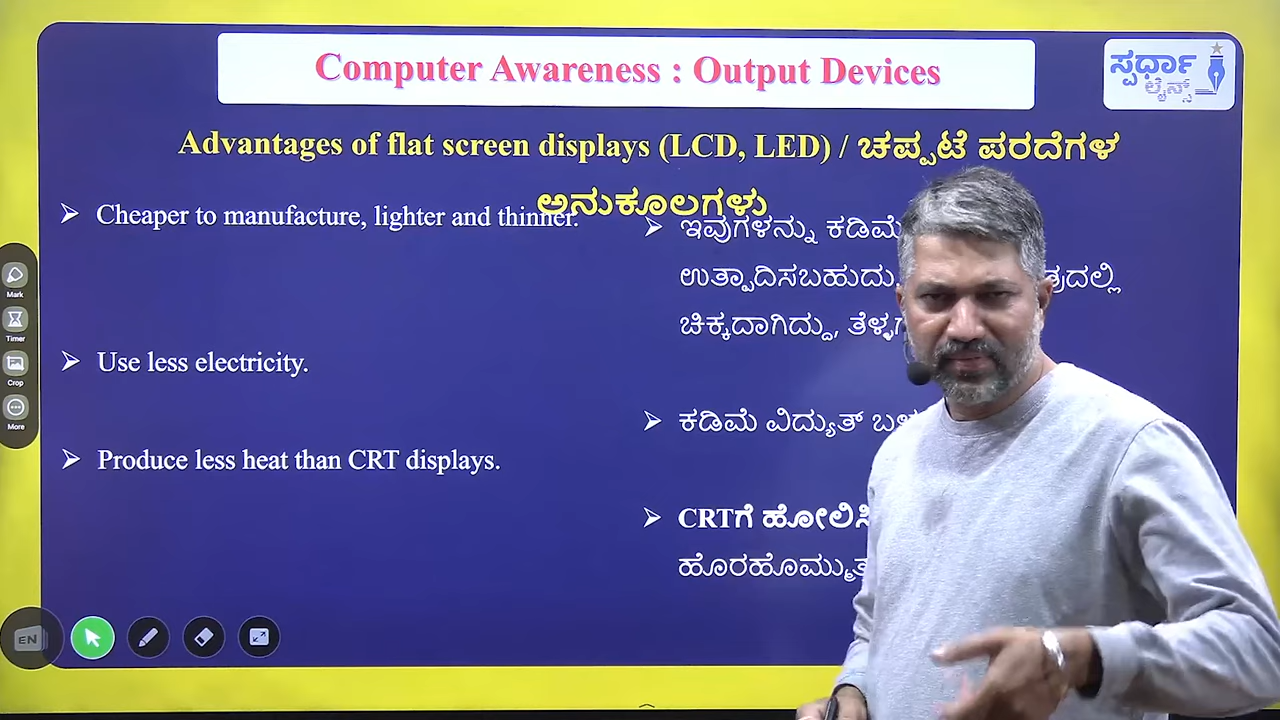 Computer Awareness : Output Devices
ಸ್ಪರ್ಧಾ
ಲೈನ್ಸ್
Advantages of flat screen displays (LCD, LED) / ಚಪ್ಪಟೆ ಪರದೆಗಳ
ಅನುಕೂಲಗಳು
➢ Cheaper to manufacture, lighter and thinner.
➢ Use less electricity.
➢ Produce less heat than CRT displays.
➢ ಇವುಗಳನ್ನು ಕಡಿಮೆ
ಉತ್ಪಾದಿಸಬಹುದು,
ಚಿಕ್ಕದಾಗಿದ್ದು,
➢ ಕಡಿಮೆ ವಿದ್ಯುತ್
➢ CRTಗೆ
Mark
Timer
Crop
More
EN